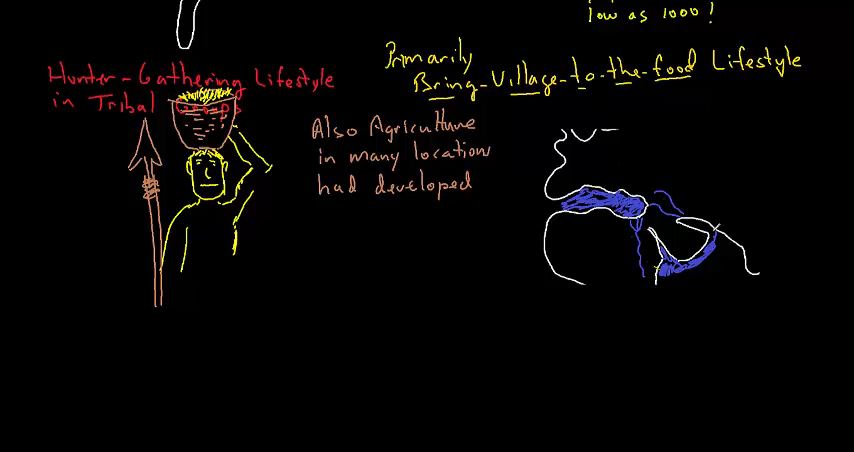 low as 1000!
Primarily
Bring-Village-to-the-food Lifestyle
Hunter-Gathering Lifestyle
in Tribal Groups
Also Agriculture
in many location
had developed